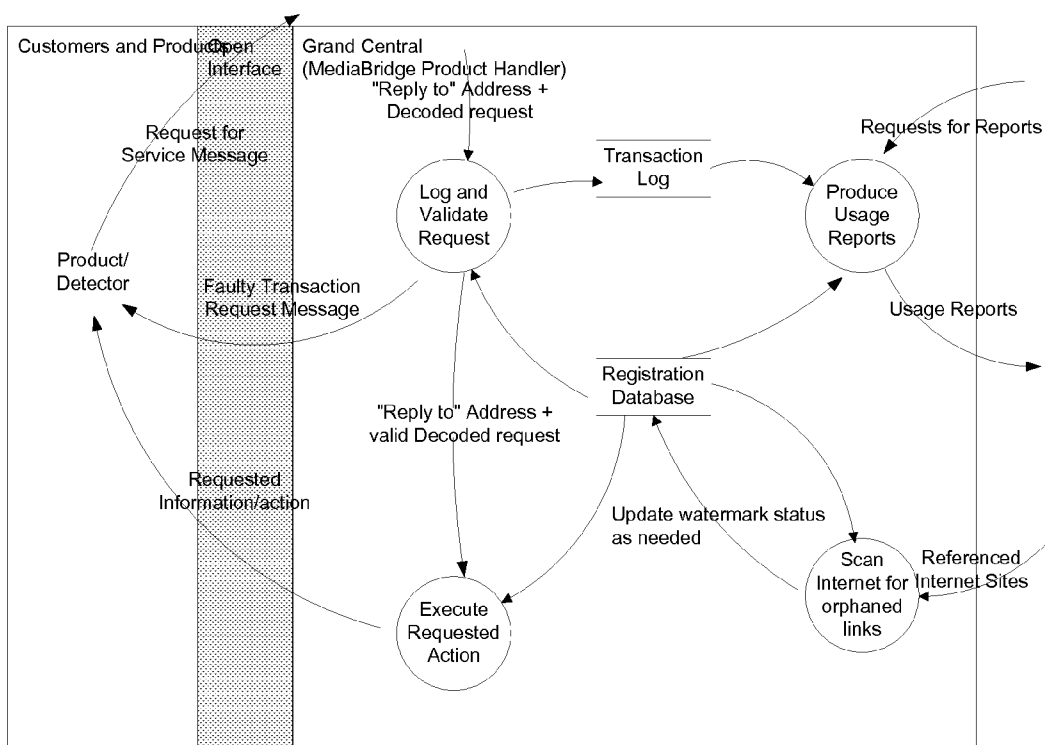 Customers and Products
Open
Interface
Grand Central
(MediaBridge Product Handler)
"Reply to" Address +
Decoded request
Request for
Service Message
Requests for Reports
Transaction
Log
Log and
Validate
Request
Produce
Usage
Reports
Product/
Detector
Faulty Transaction
Request Message
Usage Reports
Registration
Database
"Reply to" Address +
valid Decoded request
Requested
Information/action
Update watermark status
as needed
Referenced
Internet Sites
Scan
Internet for
orphaned
links
Execute
Requested
Action